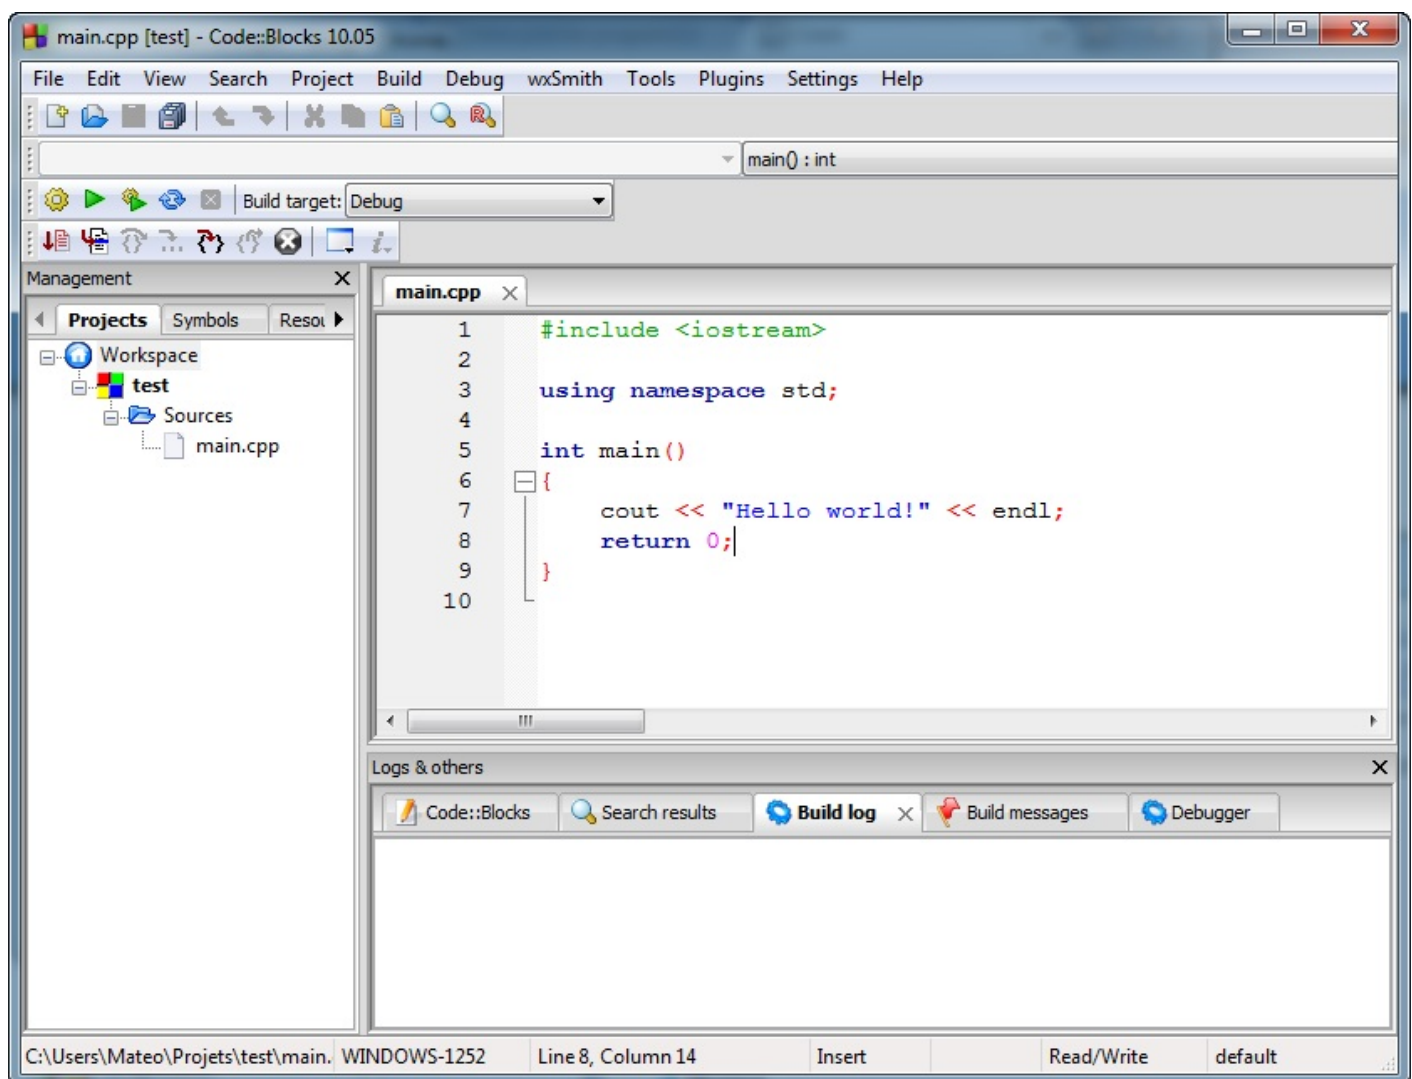 main.cpp [test] - Code::Blocks 10.05
File Edit View Search Project Build Debug wxSmith Tools Plugins Settings Help
main() : int
Build target: Debug
Management
Projects Symbols Resou
Workspace
test
Sources
main.cpp
main.cpp
1 #include <iostream>
2
3 using namespace std;
4
5 int main()
6 {
7 cout << "Hello world!" << endl;
8 return 0;
9 }
10
Logs & others
Code::Blocks Search results Build log Build messages Debugger
C:\Users\Mateo\Projets\test\main. WINDOWS-1252 Line 8, Column 14 Insert Read/Write default